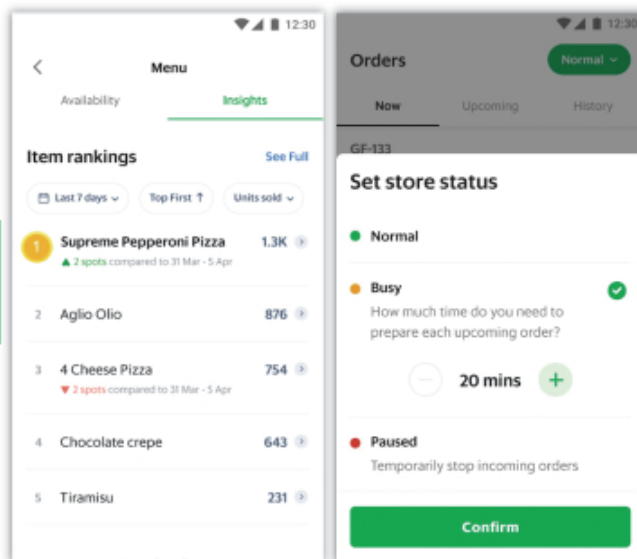 12:30
Menu
Availability
Insights
Item rankings
See Full
Last 7 days
Top First ↑
Units sold
1
Supreme Pepperoni Pizza
1.3K
▲ 2 spots compared to 31 Mar - 5 Apr
2
Aglio Olio
876
3
4 Cheese Pizza
754
▼ 2 spots compared to 31 Mar - 5 Apr
4
Chocolate crepe
643
5
Tiramisu
231
12:30
Orders
Normal
Now
Upcoming
History
GF-133
Set store status
Normal
Busy
How much time do you need to
prepare each upcoming order?
20 mins
Paused
Temporarily stop incoming orders
Confirm